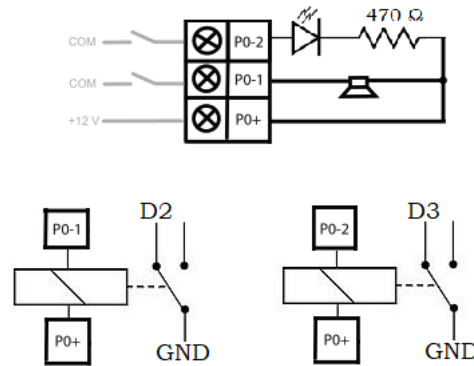 470 Ω
COM P0-2
COM P0-1
+12 V P0+
D2 D3
P0-1 P0-2
P0+ P0+
GND GND